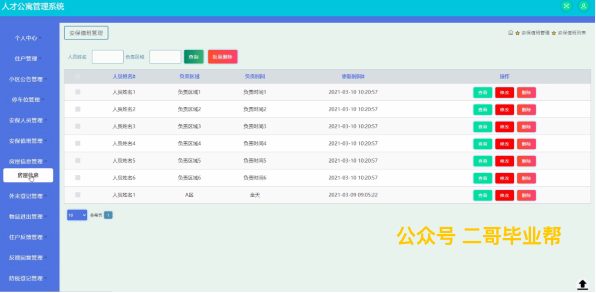 人才公寓管理系统
安保值班管理
安保值班管理 安保值班列表
个人中心
住户管理
小区公告管理
停车位管理
安保人员管理
安保值班管理
房屋信息管理
房屋信息
外来登记管理
物品进出管理
住户反馈管理
反馈回复管理
人员姓名 负责区域 查询 批量删除
人员姓名 负责区域 负责时间 更新时间 操作
人员姓名1 负责区域1 负责时间1 2021-03-10 10:20:57 查看 修改 删除
人员姓名2 负责区域2 负责时间2 2021-03-10 10:20:57 查看 修改 删除
人员姓名3 负责区域3 负责时间3 2021-03-10 10:20:57 查看 修改 删除
人员姓名4 负责区域4 负责时间4 2021-03-10 10:20:57 查看 修改 删除
人员姓名5 负责区域5 负责时间5 2021-03-10 10:20:57 查看 修改 删除
人员姓名6 负责区域6 负责时间6 2021-03-10 10:20:57 查看 修改 删除
人员姓名1 A区 全天 2021-03-09 09:05:22 查看 修改 删除
10 条每页 1
公众号 二哥毕业帮